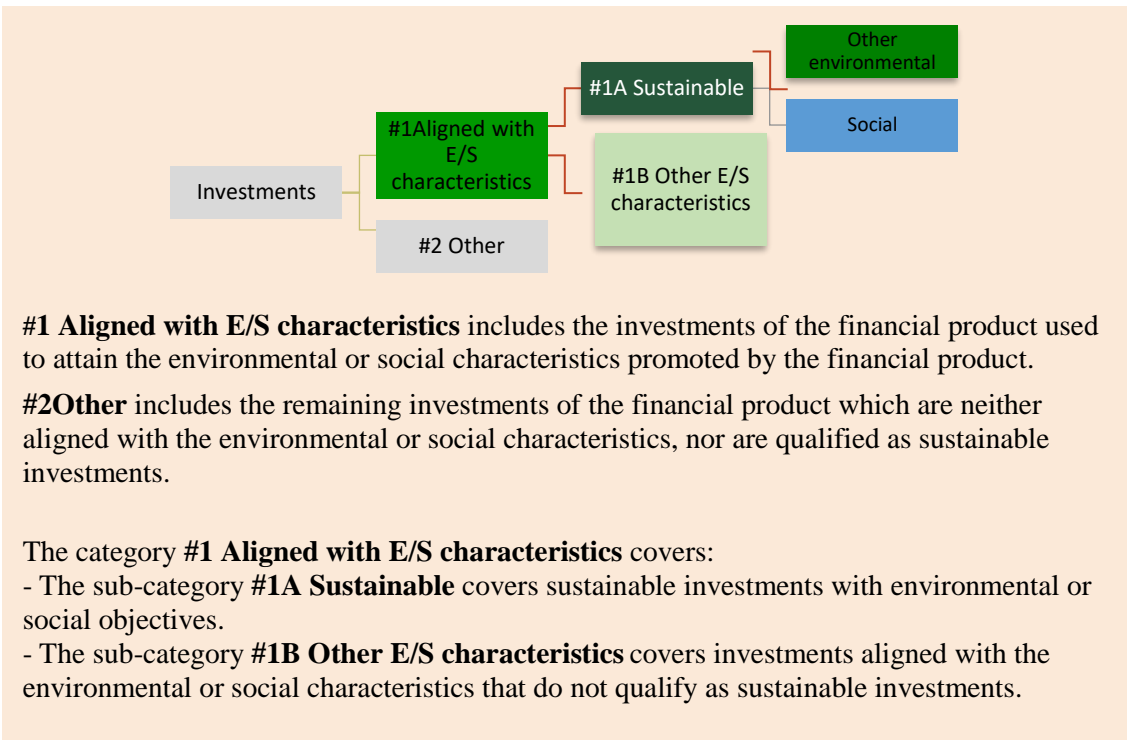 Other
environmental
#1A Sustainable
Social
#1Aligned with
E/S
characteristics
#1B Other E/S
characteristics
Investments
#2 Other
#1 Aligned with E/S characteristics includes the investments of the financial product used
to attain the environmental or social characteristics promoted by the financial product.
#2Other includes the remaining investments of the financial product which are neither
aligned with the environmental or social characteristics, nor are qualified as sustainable
investments.
The category #1 Aligned with E/S characteristics covers:
- The sub-category #1A Sustainable covers sustainable investments with environmental or
social objectives.
- The sub-category #1B Other E/S characteristics covers investments aligned with the
environmental or social characteristics that do not qualify as sustainable investments.